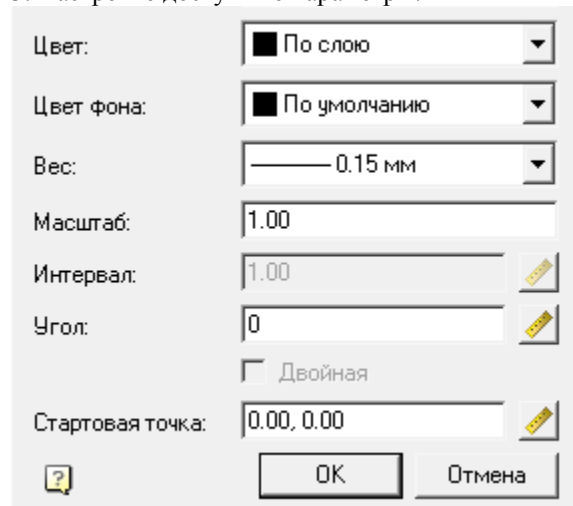 Цвет: По слою
Цвет фона: По умолчанию
Вес: 0.15 мм
Масштаб: 1.00
Интервал: 1.00
Угол: 0
Двойная
Стартовая точка: 0.00, 0.00
? OK Отмена